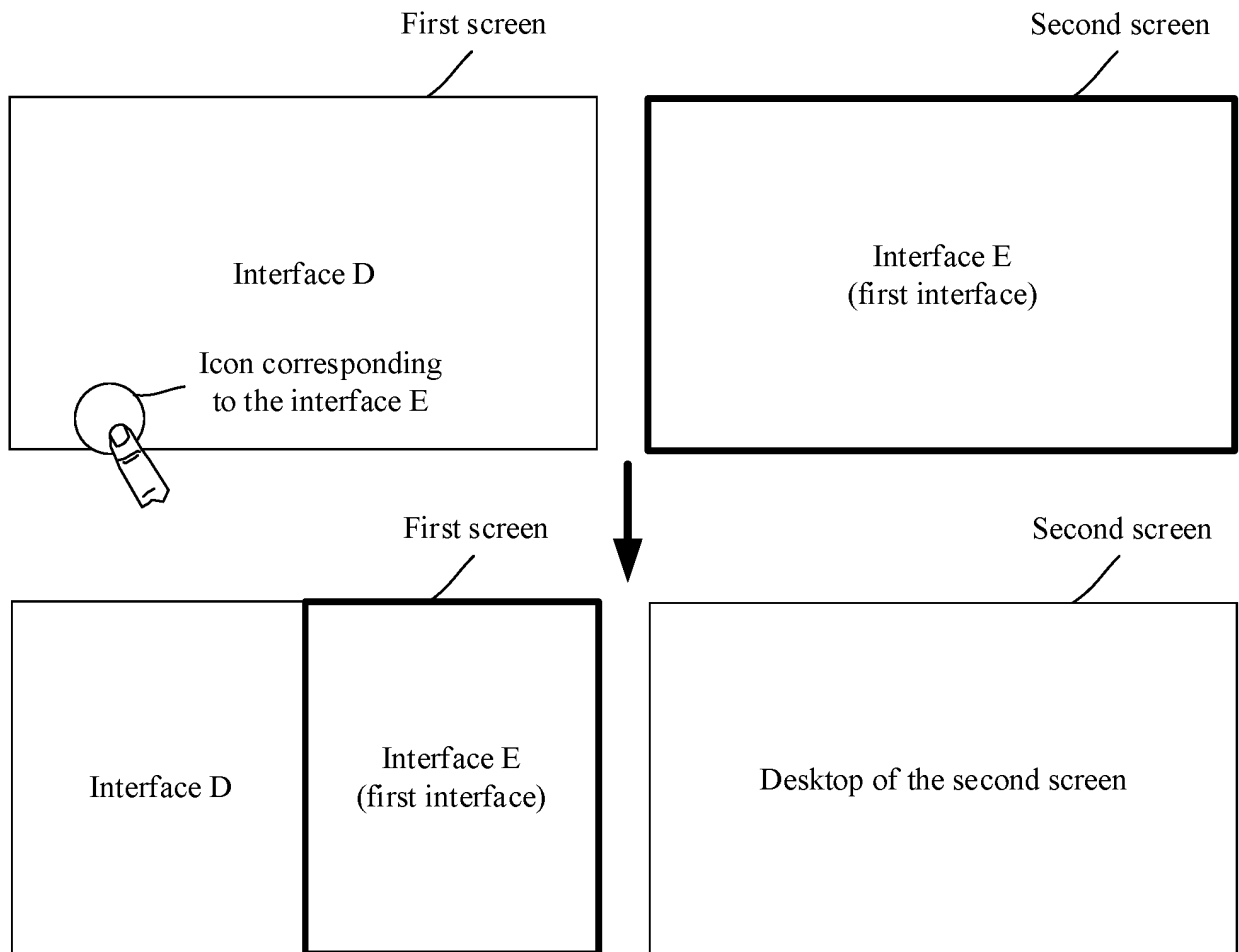 First screen
Second screen
Interface D
Interface E
(first interface)
Icon corresponding
to the interface E
First screen
Second screen
Interface D
Interface E
(first interface)
Desktop of the second screen